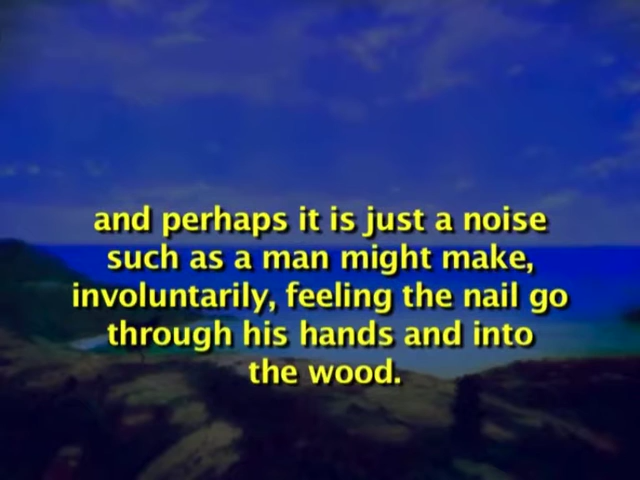 and perhaps it is just a noise
such as a man might make,
involuntarily, feeling the nail go
through his hands and into
the wood.